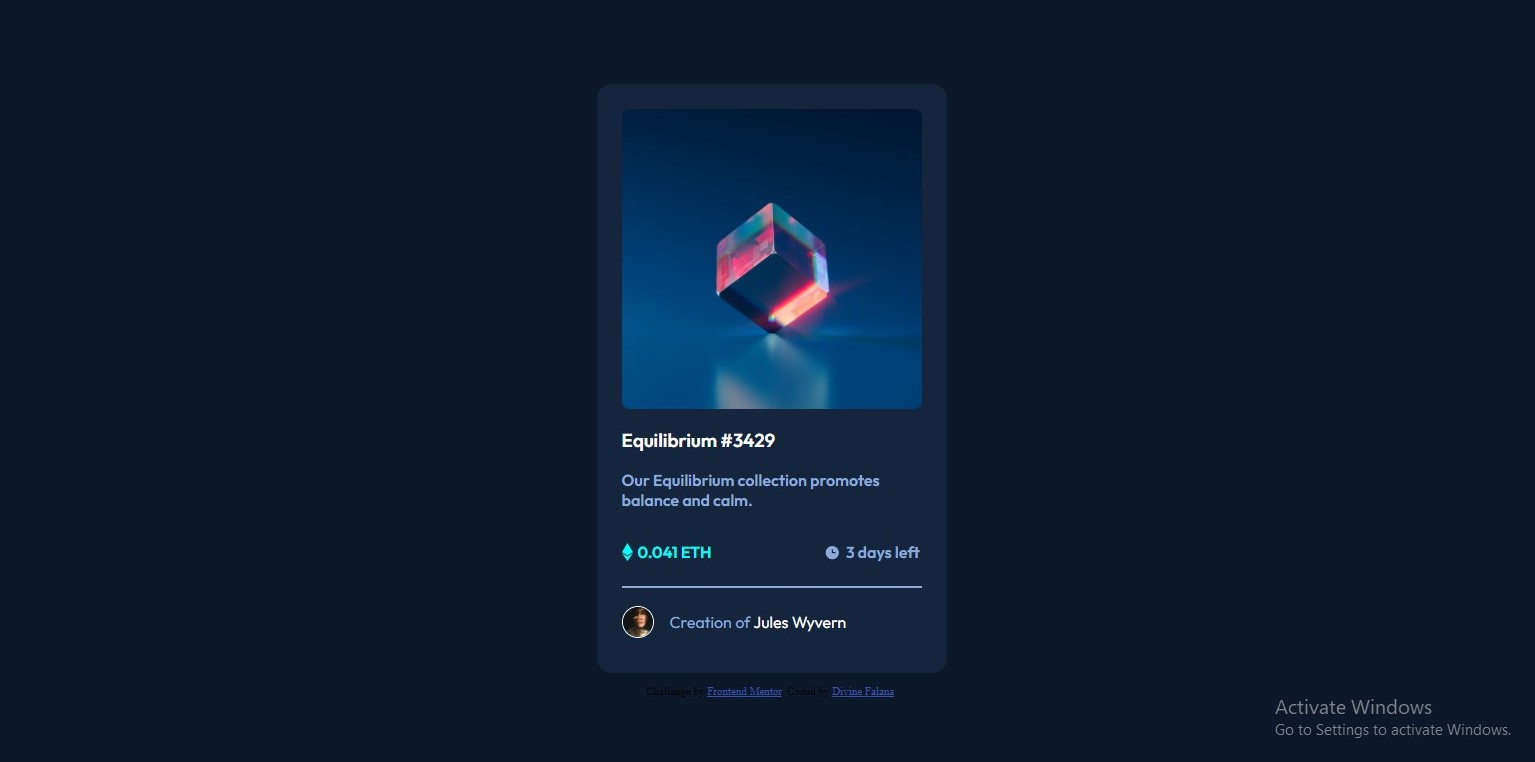 Equilibrium #3429
Our Equilibrium collection promotes
balance and calm.
0.041 ETH
3 days left
Creation of Jules Wyvern
Challenge by Frontend Mentor. Coded by Divine Falana.
Activate Windows
Go to Settings to activate Windows.